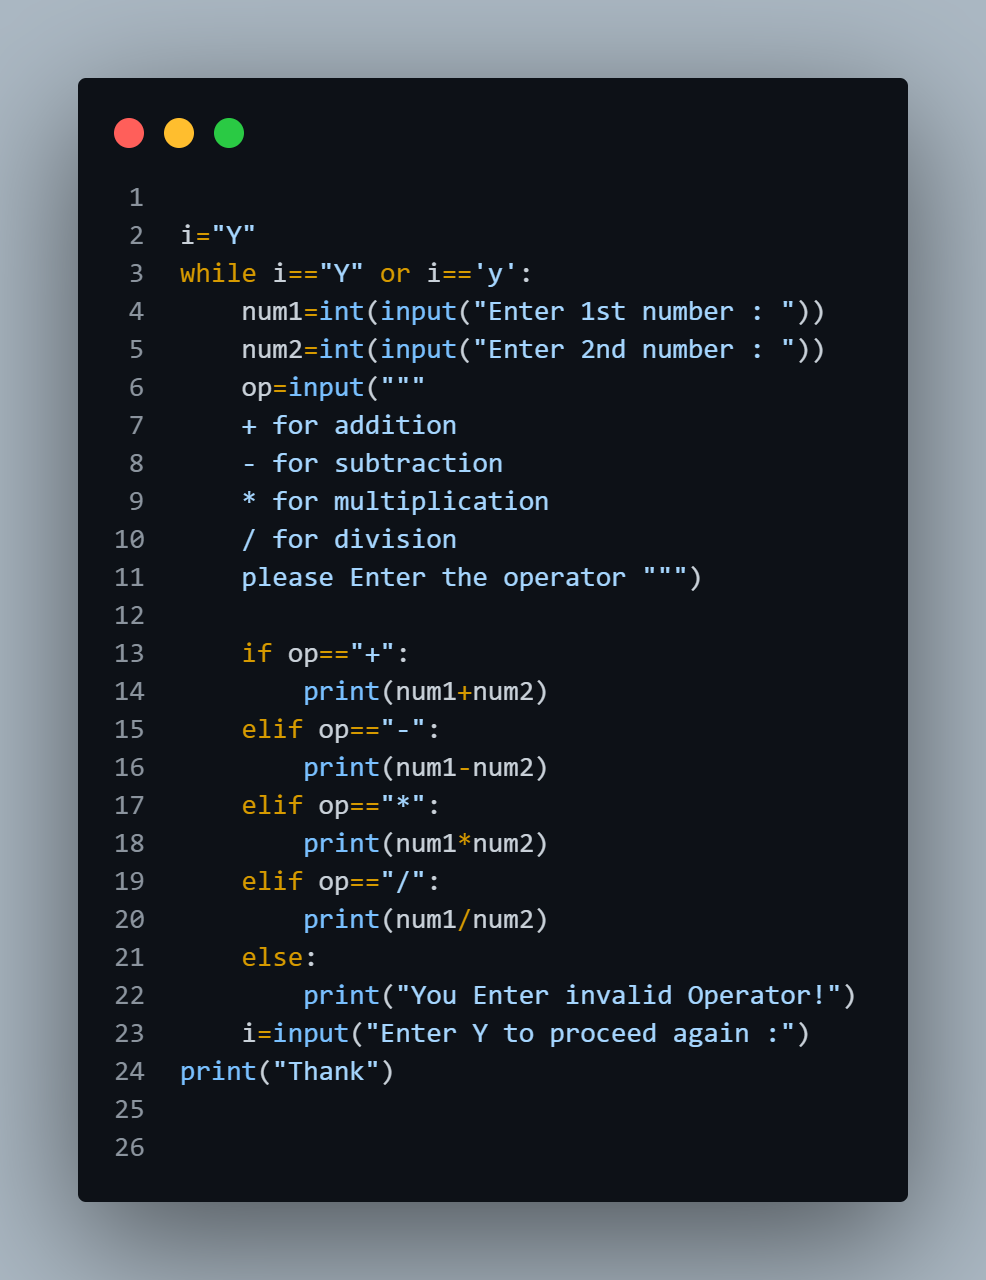 1
2 i="Y"
3 while i=="Y" or i=='y':
4     num1=int(input("Enter 1st number : "))
5     num2=int(input("Enter 2nd number : "))
6     op=input("""
7     + for addition
8     - for subtraction
9     * for multiplication
10     / for division
11     please Enter the operator """)
12
13     if op=="+":
14         print(num1+num2)
15     elif op=="-":
16         print(num1-num2)
17     elif op=="*":
18         print(num1*num2)
19     elif op=="/":
20         print(num1/num2)
21     else:
22         print("You Enter invalid Operator!")
23     i=input("Enter Y to proceed again :")
24 print("Thank")
25
26